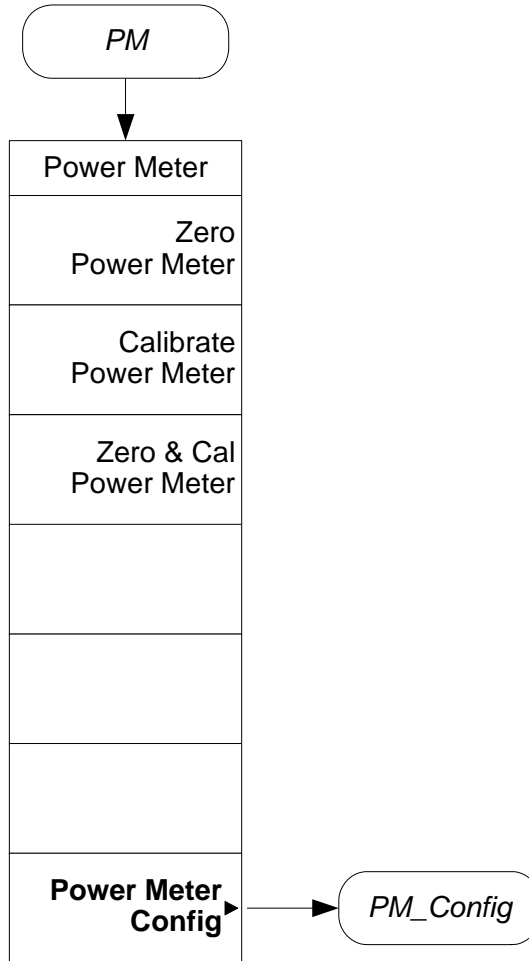 PM
Power Meter
Zero
Power Meter
Calibrate
Power Meter
Zero & Cal
Power Meter
Power Meter
Config
PM_Config